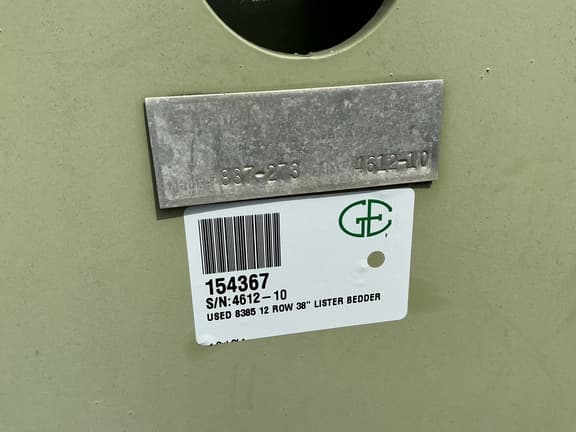 887-273 4612-10
GE
154367
S/N:4612-10
USED 8385 12 ROW 38" LISTER BEDDER